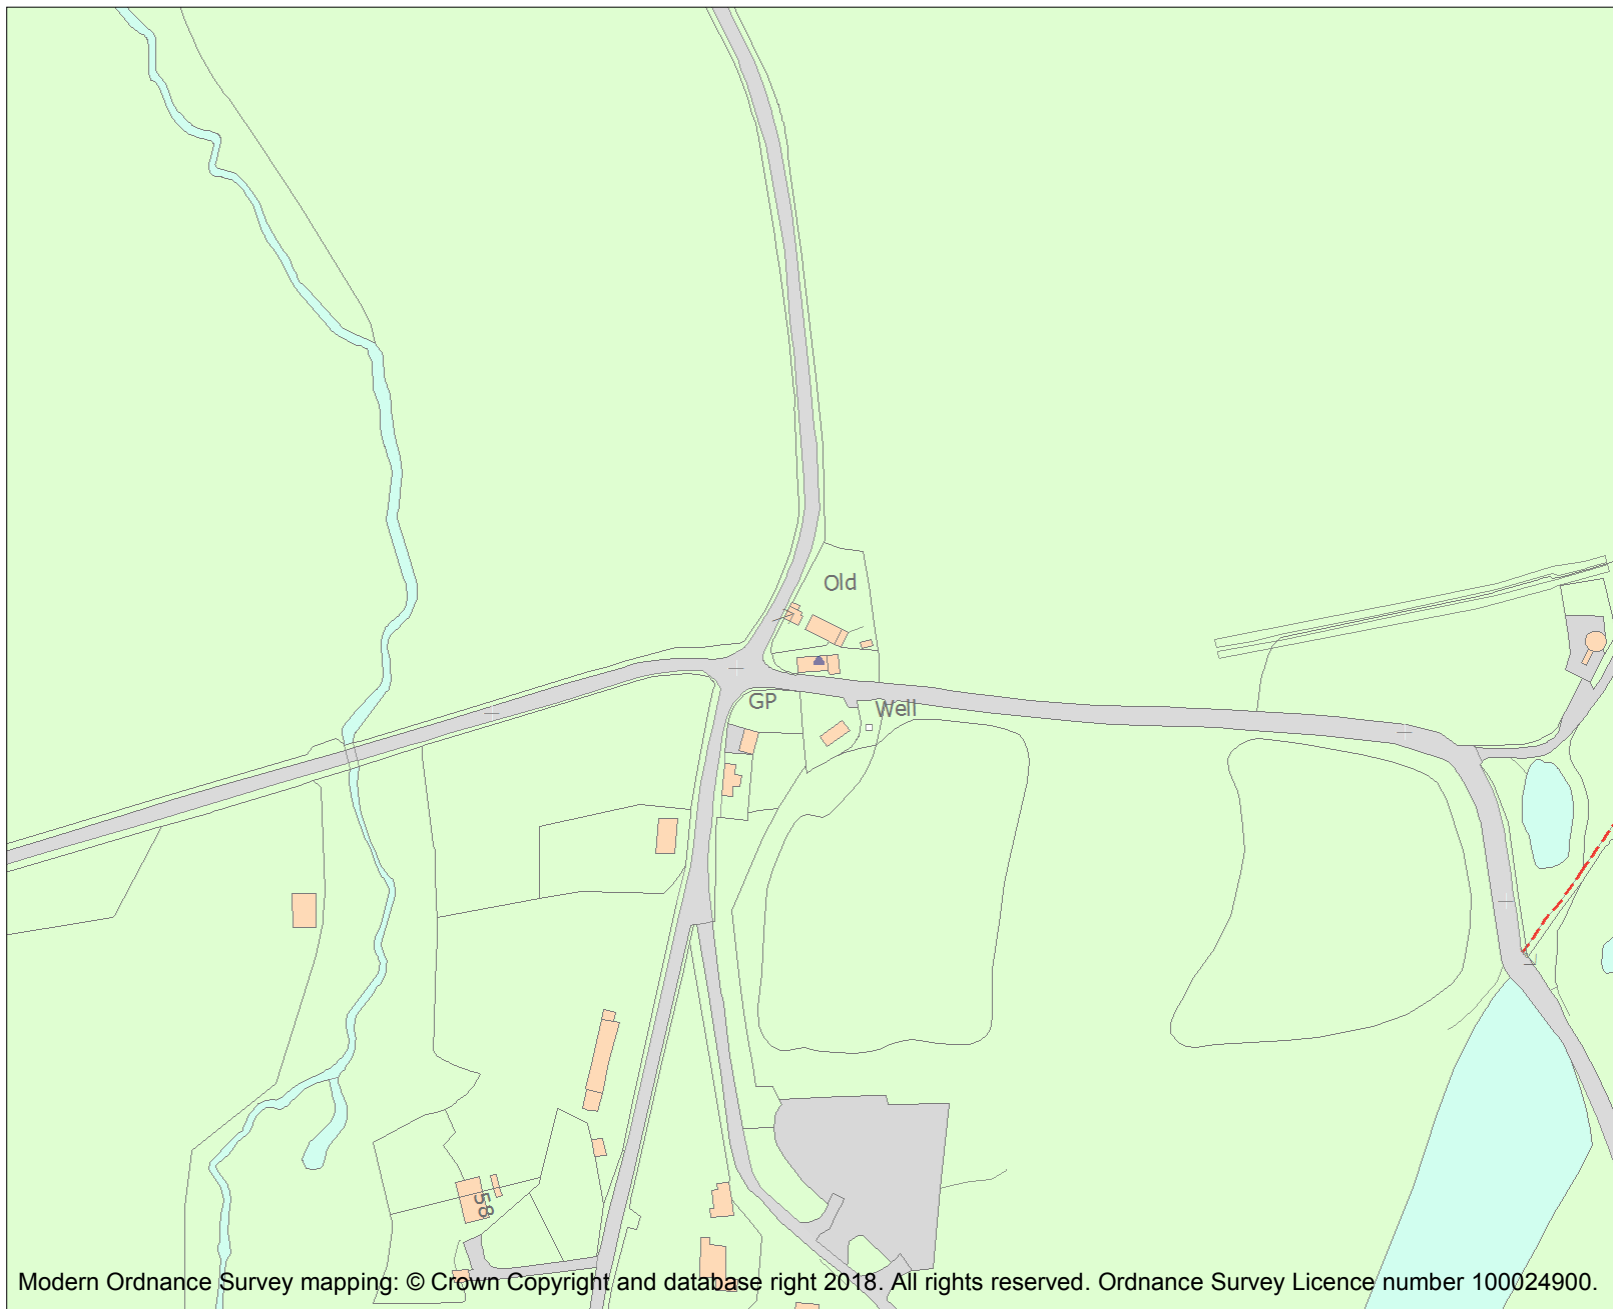 Old
GP
Well
58
Modern Ordnance Survey mapping: © Crown Copyright and database right 2018. All rights reserved. Ordnance Survey Licence number 100024900.